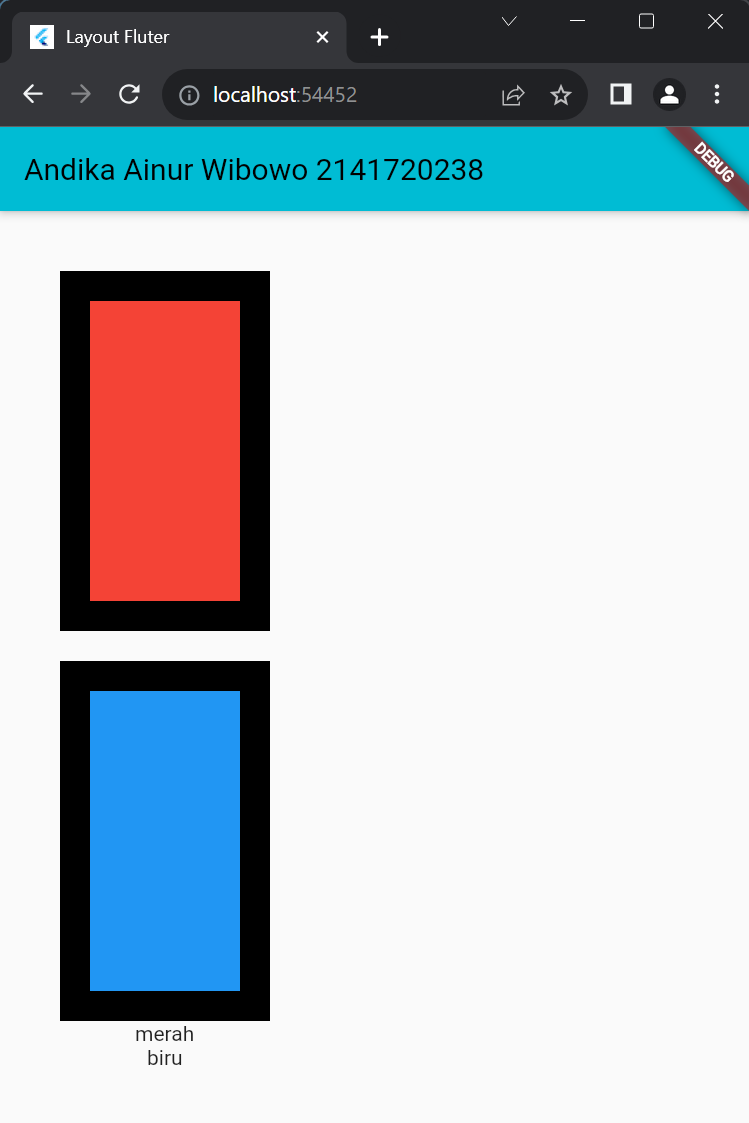 Layout Fluter
localhost:54452
Andika Ainur Wibowo 2141720238
DEBUG
merah
biru